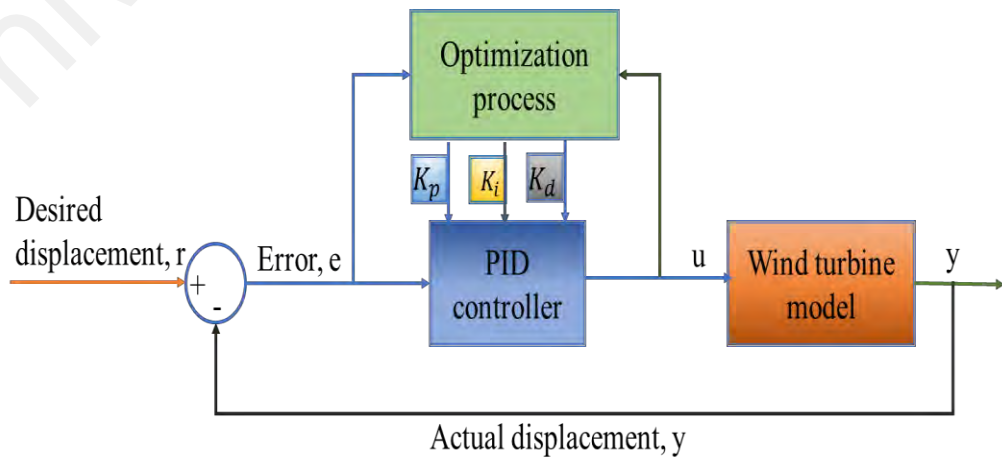 Optimization
process
K_p
K_i
K_d
Desired
displacement, r
+
-
Error, e
PID
controller
u
Wind turbine
model
y
Actual displacement, y